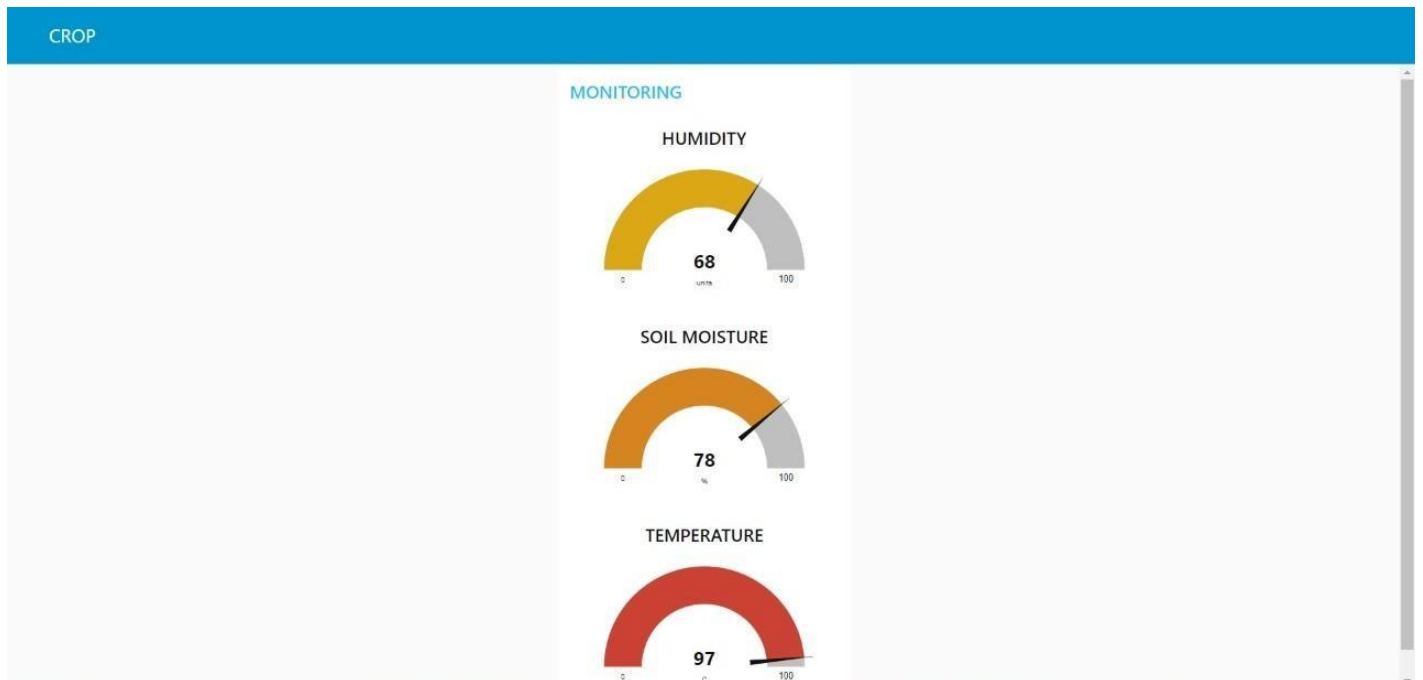 CROP
MONITORING
HUMIDITY
68
0 100
units
SOIL MOISTURE
78
0 100
%
TEMPERATURE
97
0 100